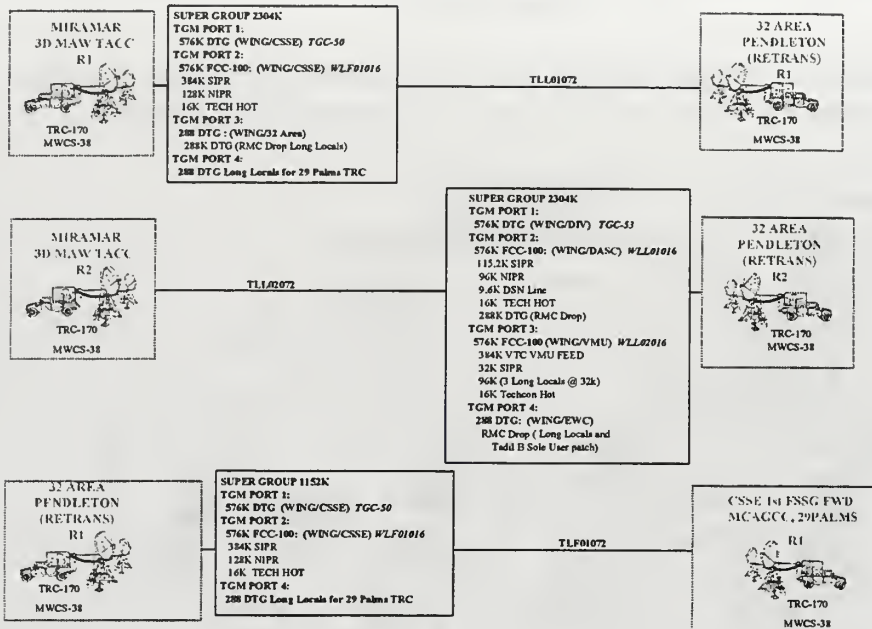 MIRAMAR
3D MAW TACC
R1
TRC-170
MWCS-38
SUPER GROUP 2304K
TGM PORT 1:
576K DTG (WING/CSSE) TGC-50
TGM PORT 2:
576K FCC-100: (WING/CSSE) WLF01016
384K SIPR
128K NIPR
16K TECH HOT
TGM PORT 3:
288 DTG : (WING/32 Area)
288K DTG (RMC Drop Long Locals)
TGM PORT 4:
288 DTG Long Locals for 29 Palms TRC
TLL01072
32 AREA
PENDLETON
(RETRANS)
R1
TRC-170
MWCS-38
MIRAMAR
3D MAW TACC
R2
TRC-170
MWCS-38
TLL02072
SUPER GROUP 2304K
TGM PORT 1:
576K DTG (WING/DIV) TGC-53
TGM PORT 2:
576K FCC-100: (WING/DASC) WLL01016
115.2K SIPR
96K NIPR
9.6K DSN Line
16K TECH HOT
288K DTG (RMC Drop)
TGM PORT 3:
576K FCC-100 (WING/VMU) WLL02016
384K VTC VMU FEED
32K SIPR
96K (3 Long Locals @ 32k)
16K Techcon Hot
TGM PORT 4:
288 DTG: (WING/EWC)
RMC Drop ( Long Locals and
Tadil B Sole User patch)
32 AREA
PENDLETON
(RETRANS)
R2
TRC-170
MWCS-38
32 AREA
PENDLETON
(RETRANS)
R1
TRC-170
MWCS-38
SUPER GROUP 1152K
TGM PORT 1:
576K DTG (WING/CSSE) TGC-50
TGM PORT 2:
576K FCC-100: (WING/CSSE) WLF01016
384K SIPR
128K NIPR
16K TECH HOT
TGM PORT 4:
288 DTG Long Locals for 29 Palms TRC
TLF01072
CSSE 1st FSSG FWD
MCAGCC, 29PALMS
R1
TRC-170
MWCS-38